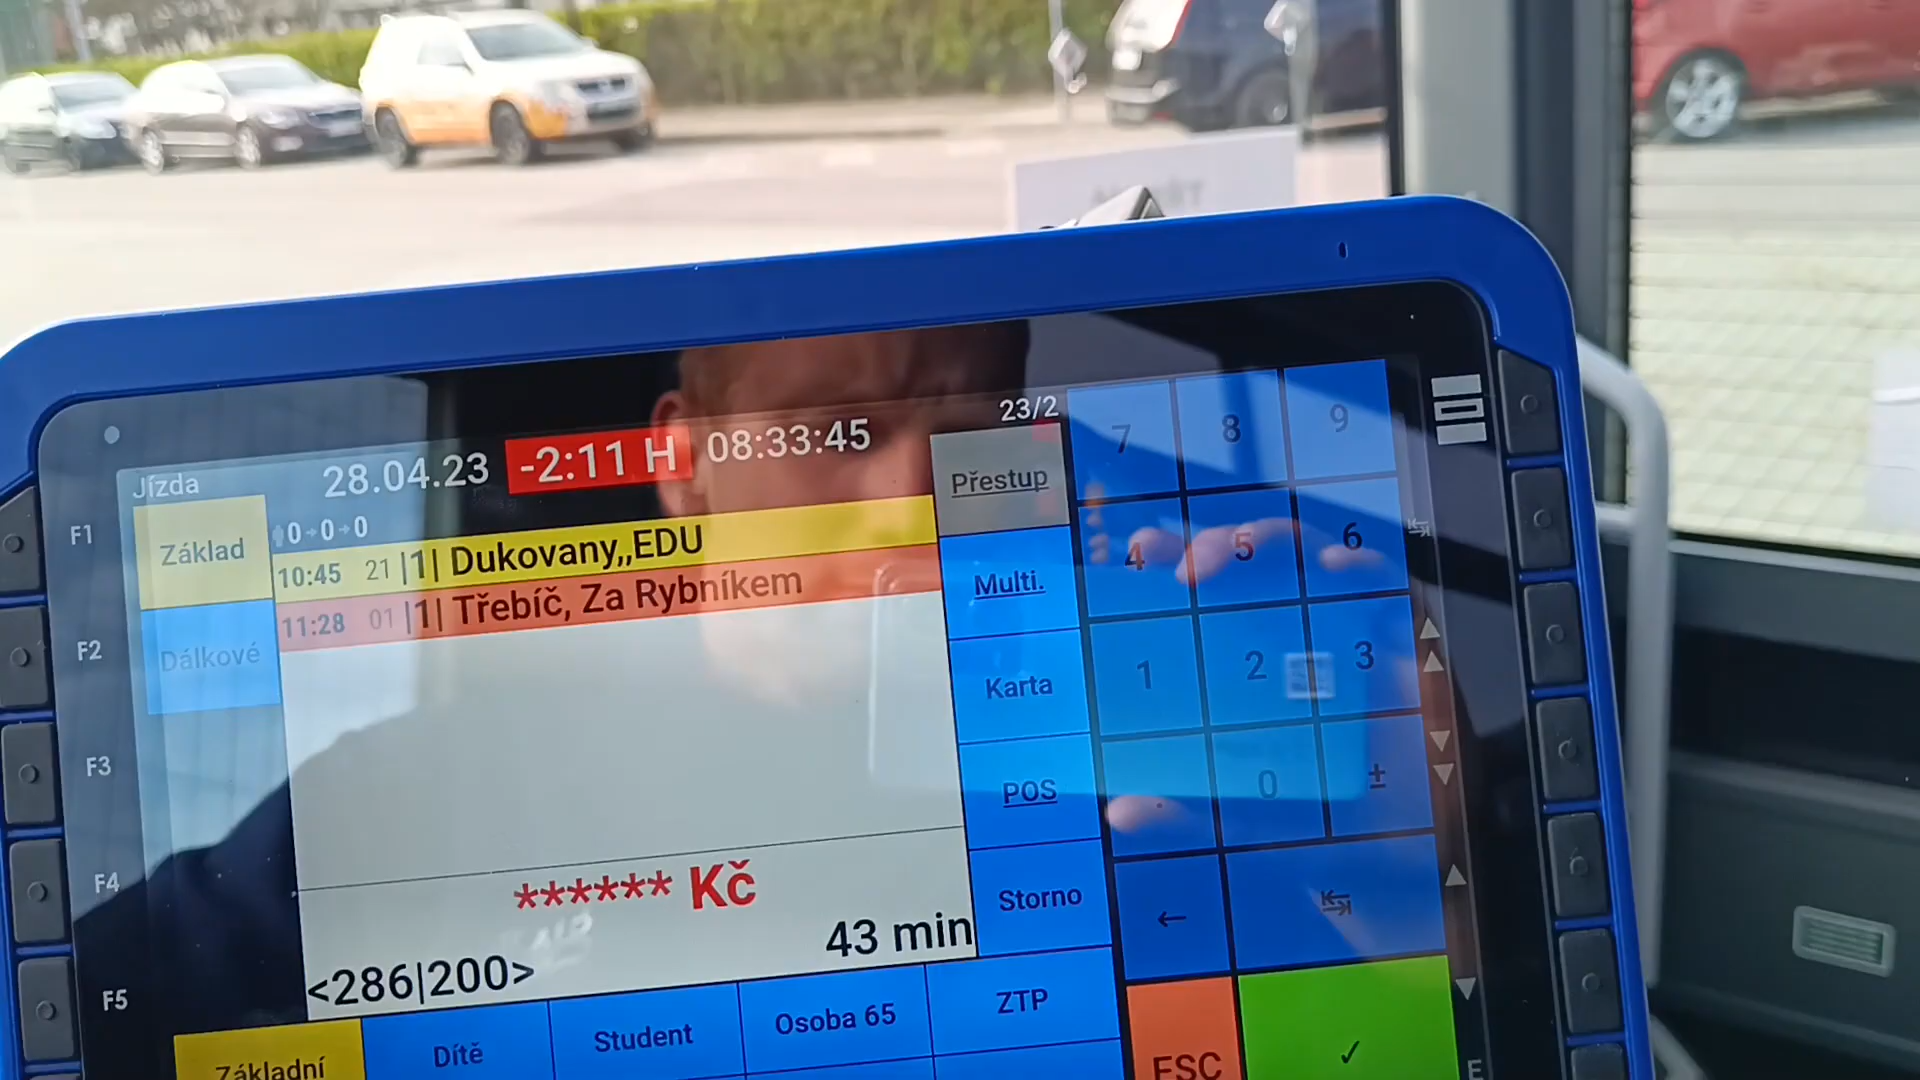 23/2
Jízda
28.04.23
-2:11 H
08:33:45
0→0→0
10:45 21 |1| Dukovany,,EDU
11:28 01 |1| Třebíč, Za Rybníkem
****** Kč
43 min
<286|200>
F1
F2
F3
F4
F5
Základ
Dálkové
Přestup
Multi.
Karta
POS
Storno
7 8 9
4 5 6
1 2 3
. 0 ±
←
Základní
Dítě
Student
Osoba 65
ZTP
ESC
✓
E